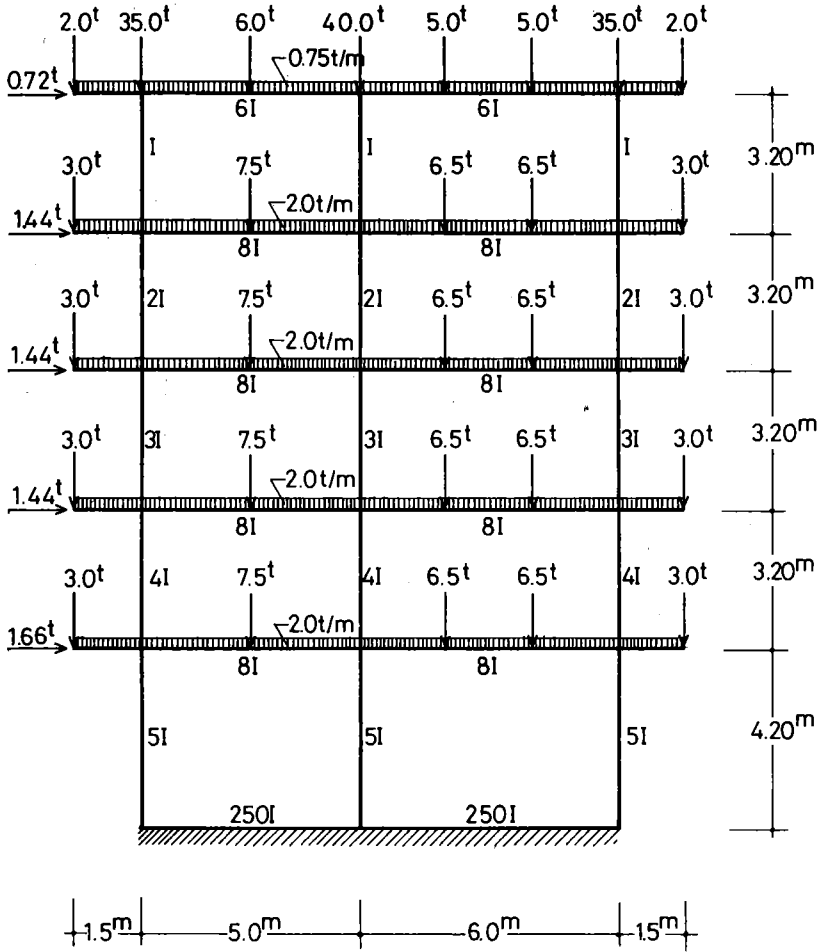 2.0t 35.0t 6.0t 40.0t 5.0t 5.0t 35.0t 2.0t
0.75t/m
0.72t
6I 6I
I I I
3.20m
3.0t 7.5t 6.5t 6.5t 3.0t
2.0t/m
1.44t
8I 8I
3.0t 2I 7.5t 2I 6.5t 6.5t 2I 3.0t
3.20m
2.0t/m
1.44t
8I 8I
3.0t 3I 7.5t 3I 6.5t 6.5t 3I 3.0t
3.20m
2.0t/m
1.44t
8I 8I
3.0t 4I 7.5t 4I 6.5t 6.5t 4I 3.0t
3.20m
2.0t/m
1.66t
8I 8I
5I 5I 5I
4.20m
250I 250I
1.5m 5.0m 6.0m 1.5m